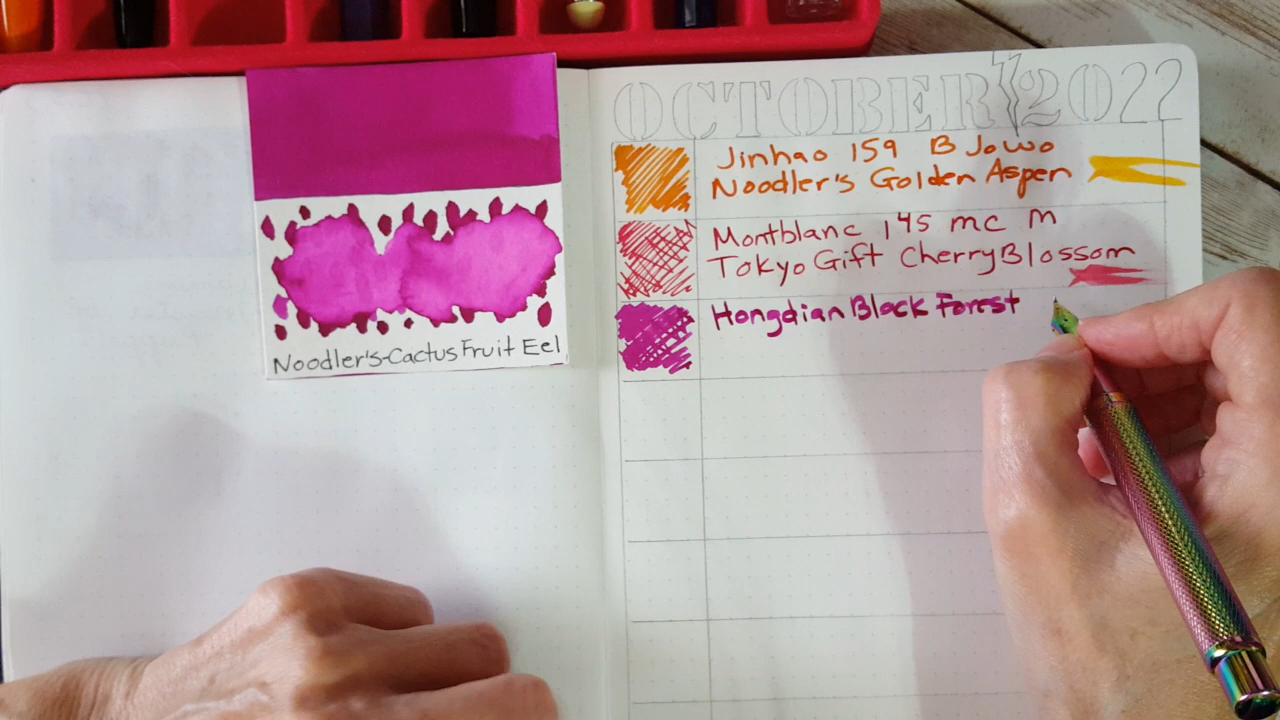 OCTOBER 2022
Jinhao 159 B Jowo
Noodler's Golden Aspen
Montblanc 145 mc M
Tokyo Gift Cherry Blossom
Hongdian Black Forest
Noodler's-Cactus Fruit Eel